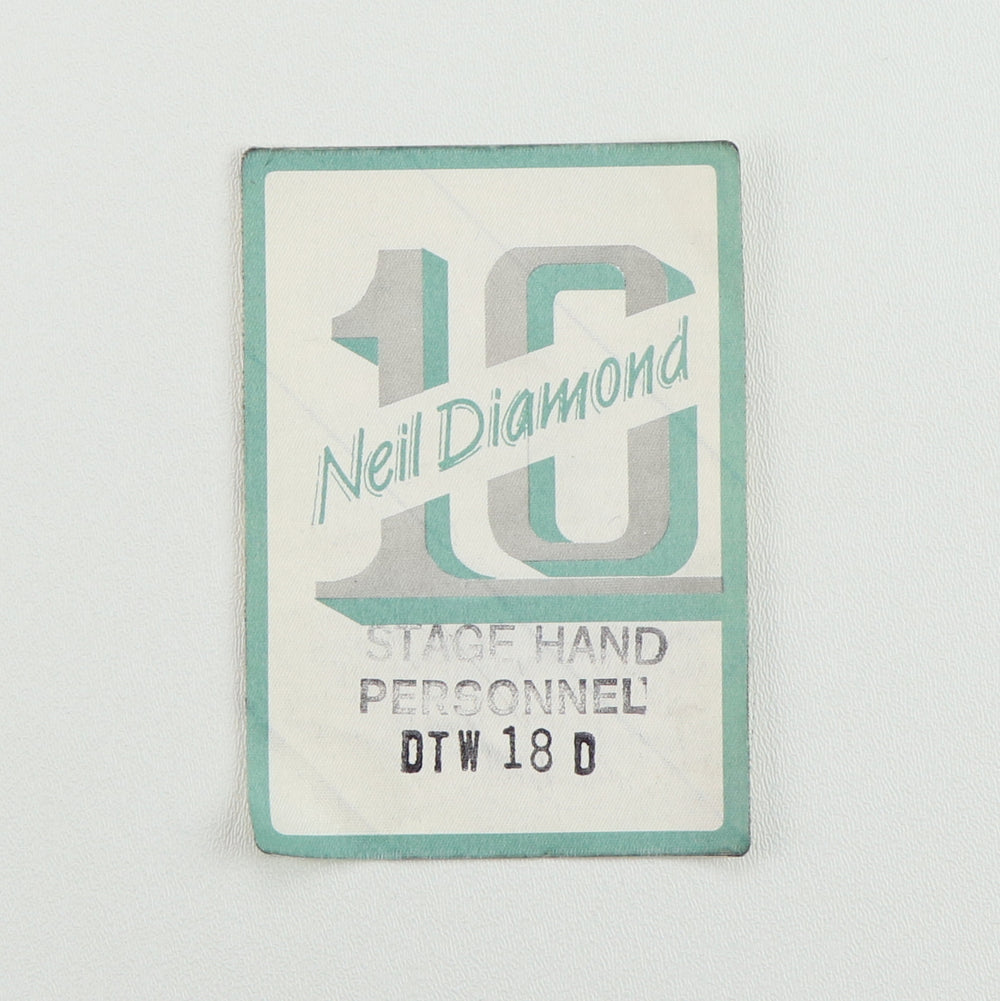 10
Neil Diamond
STAGE HAND
PERSONNEL
DTW 18 D